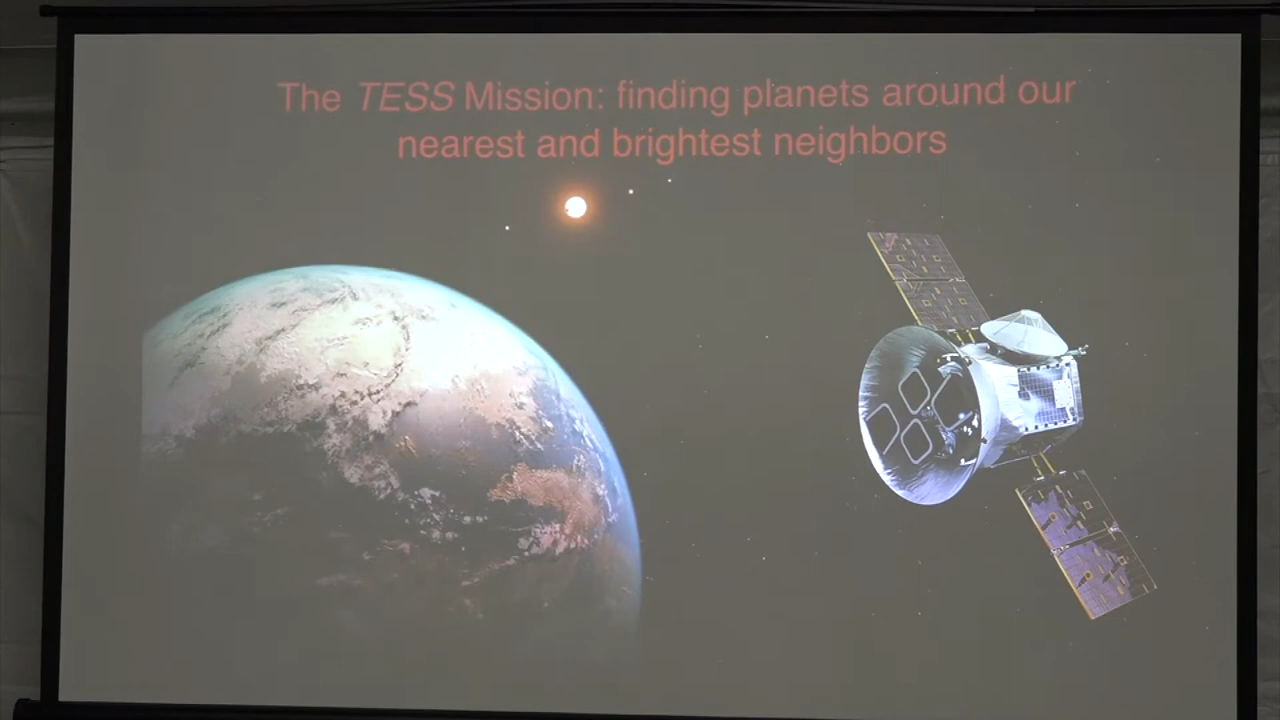 The TESS Mission: finding planets around our
nearest and brightest neighbors